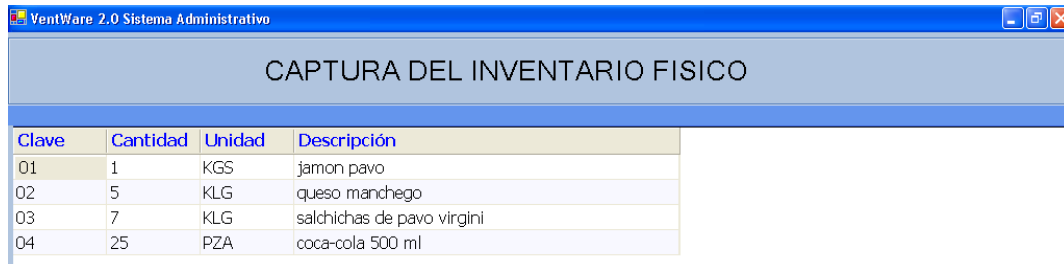 VentWare 2.0 Sistema Administrativo
CAPTURA DEL INVENTARIO FISICO
Clave Cantidad Unidad Descripción
01 1 KGS jamon pavo
02 5 KLG queso manchego
03 7 KLG salchichas de pavo virgini
04 25 PZA coca-cola 500 ml